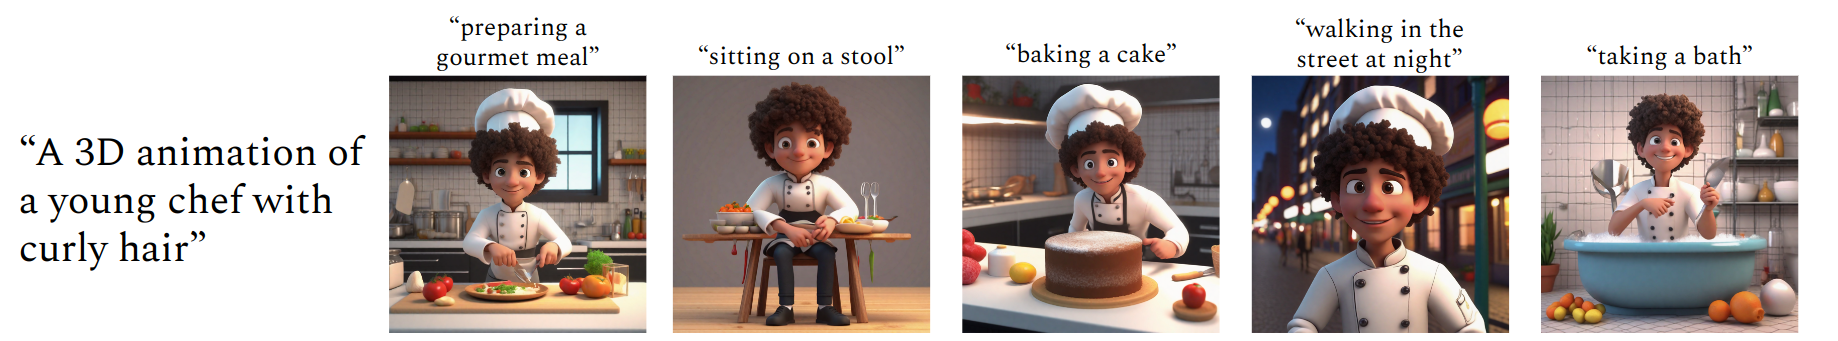 “A 3D animation of
a young chef with
curly hair”
“preparing a
gourmet meal”
“sitting on a stool”
“baking a cake”
“walking in the
street at night”
“taking a bath”